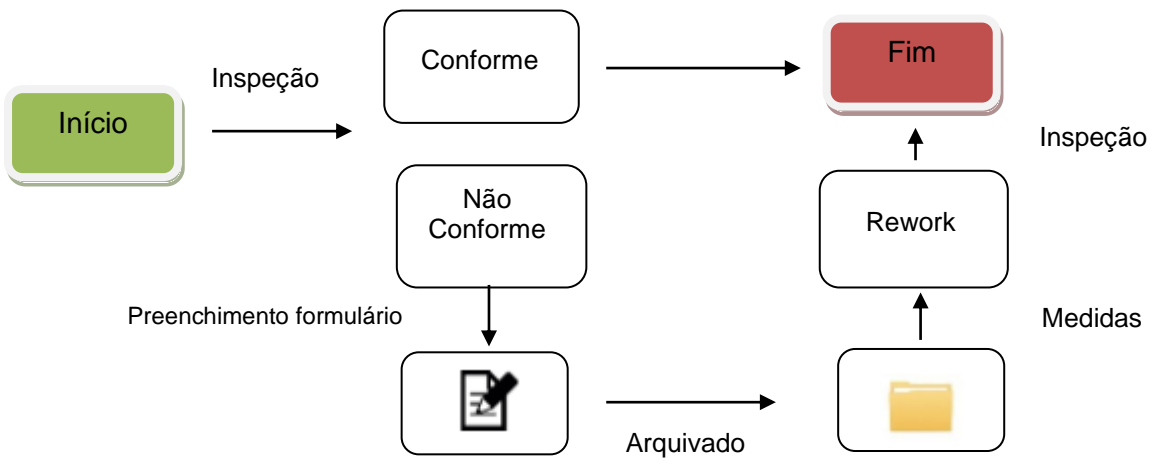 Início
Inspeção
Conforme
Fim
Inspeção
Não
Conforme
Rework
Preenchimento formulário
Medidas
Arquivado